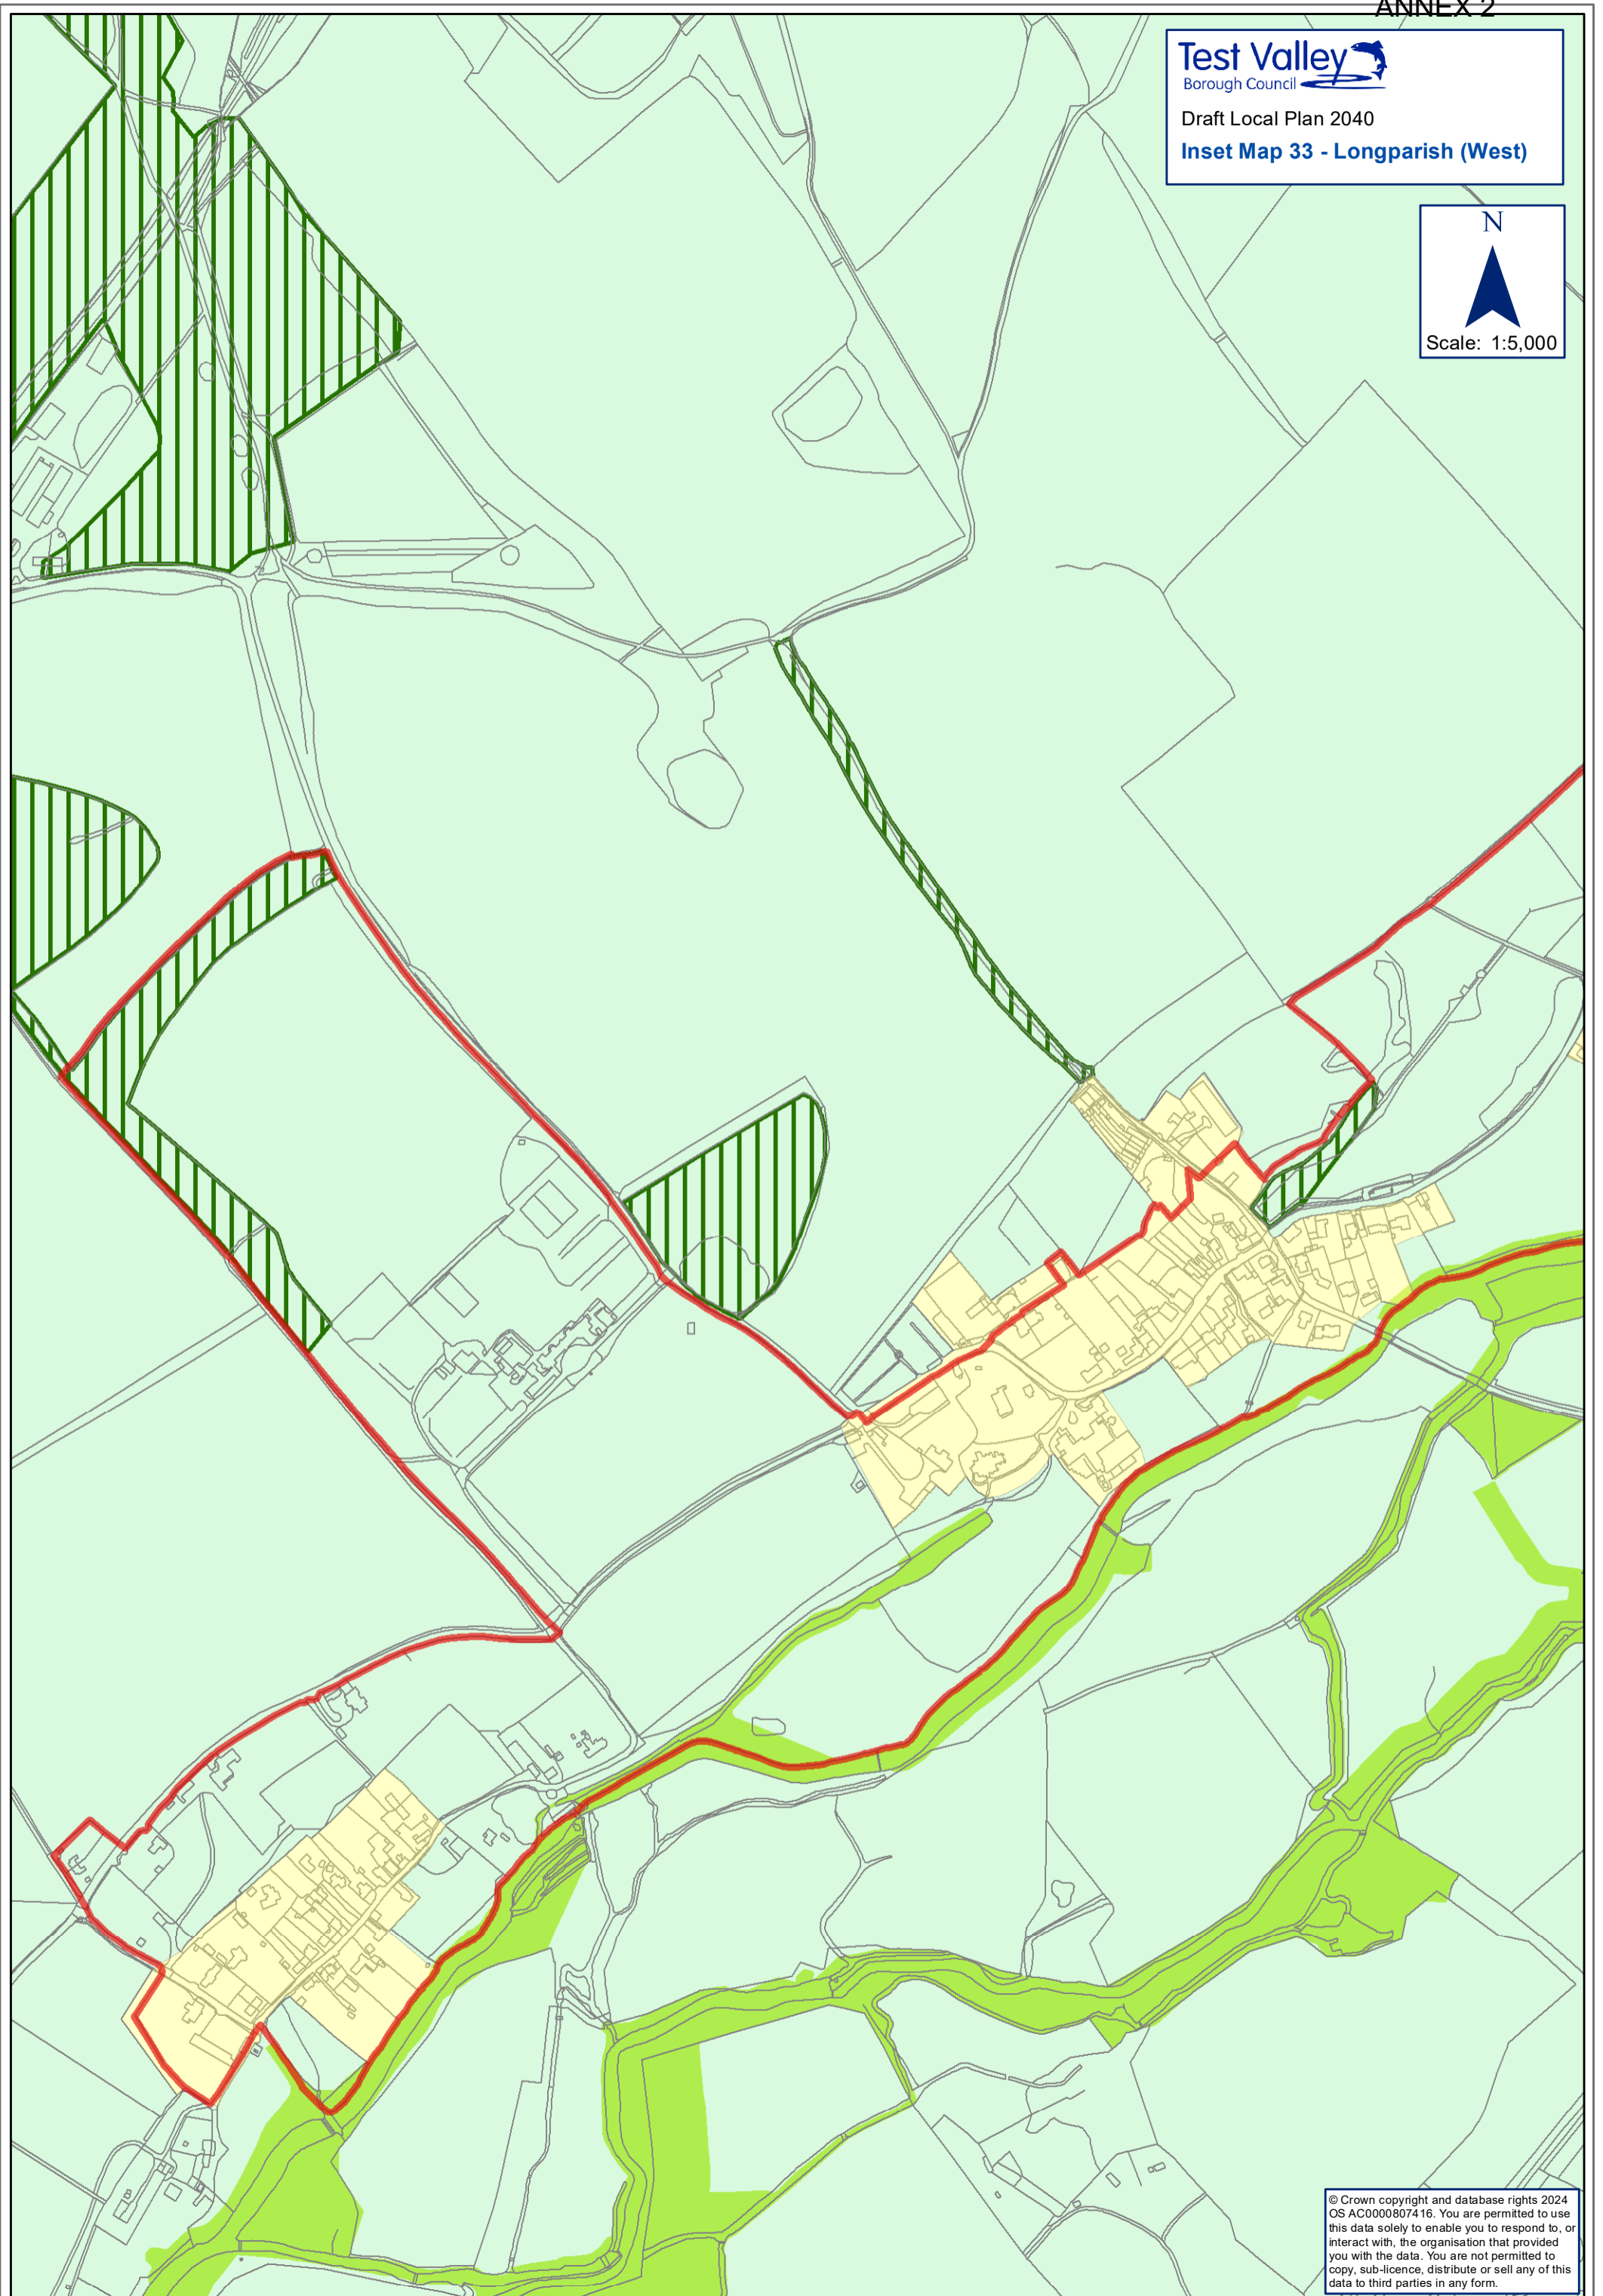 ANNEX 2
Test Valley
Borough Council
Draft Local Plan 2040
Inset Map 33 - Longparish (West)
N
Scale: 1:5,000
© Crown copyright and database rights 2024
OS AC0000807416. You are permitted to use
this data solely to enable you to respond to, or
interact with, the organisation that provided
you with the data. You are not permitted to
copy, sub-licence, distribute or sell any of this
data to third parties in any form.